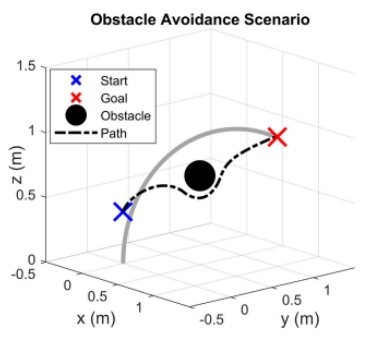 Obstacle Avoidance Scenario
1.5
1
0.5
0
-0.5
z (m)
Start
Goal
Obstacle
Path
0
0.5
1
x (m)
-0.5
0
0.5
1
y (m)